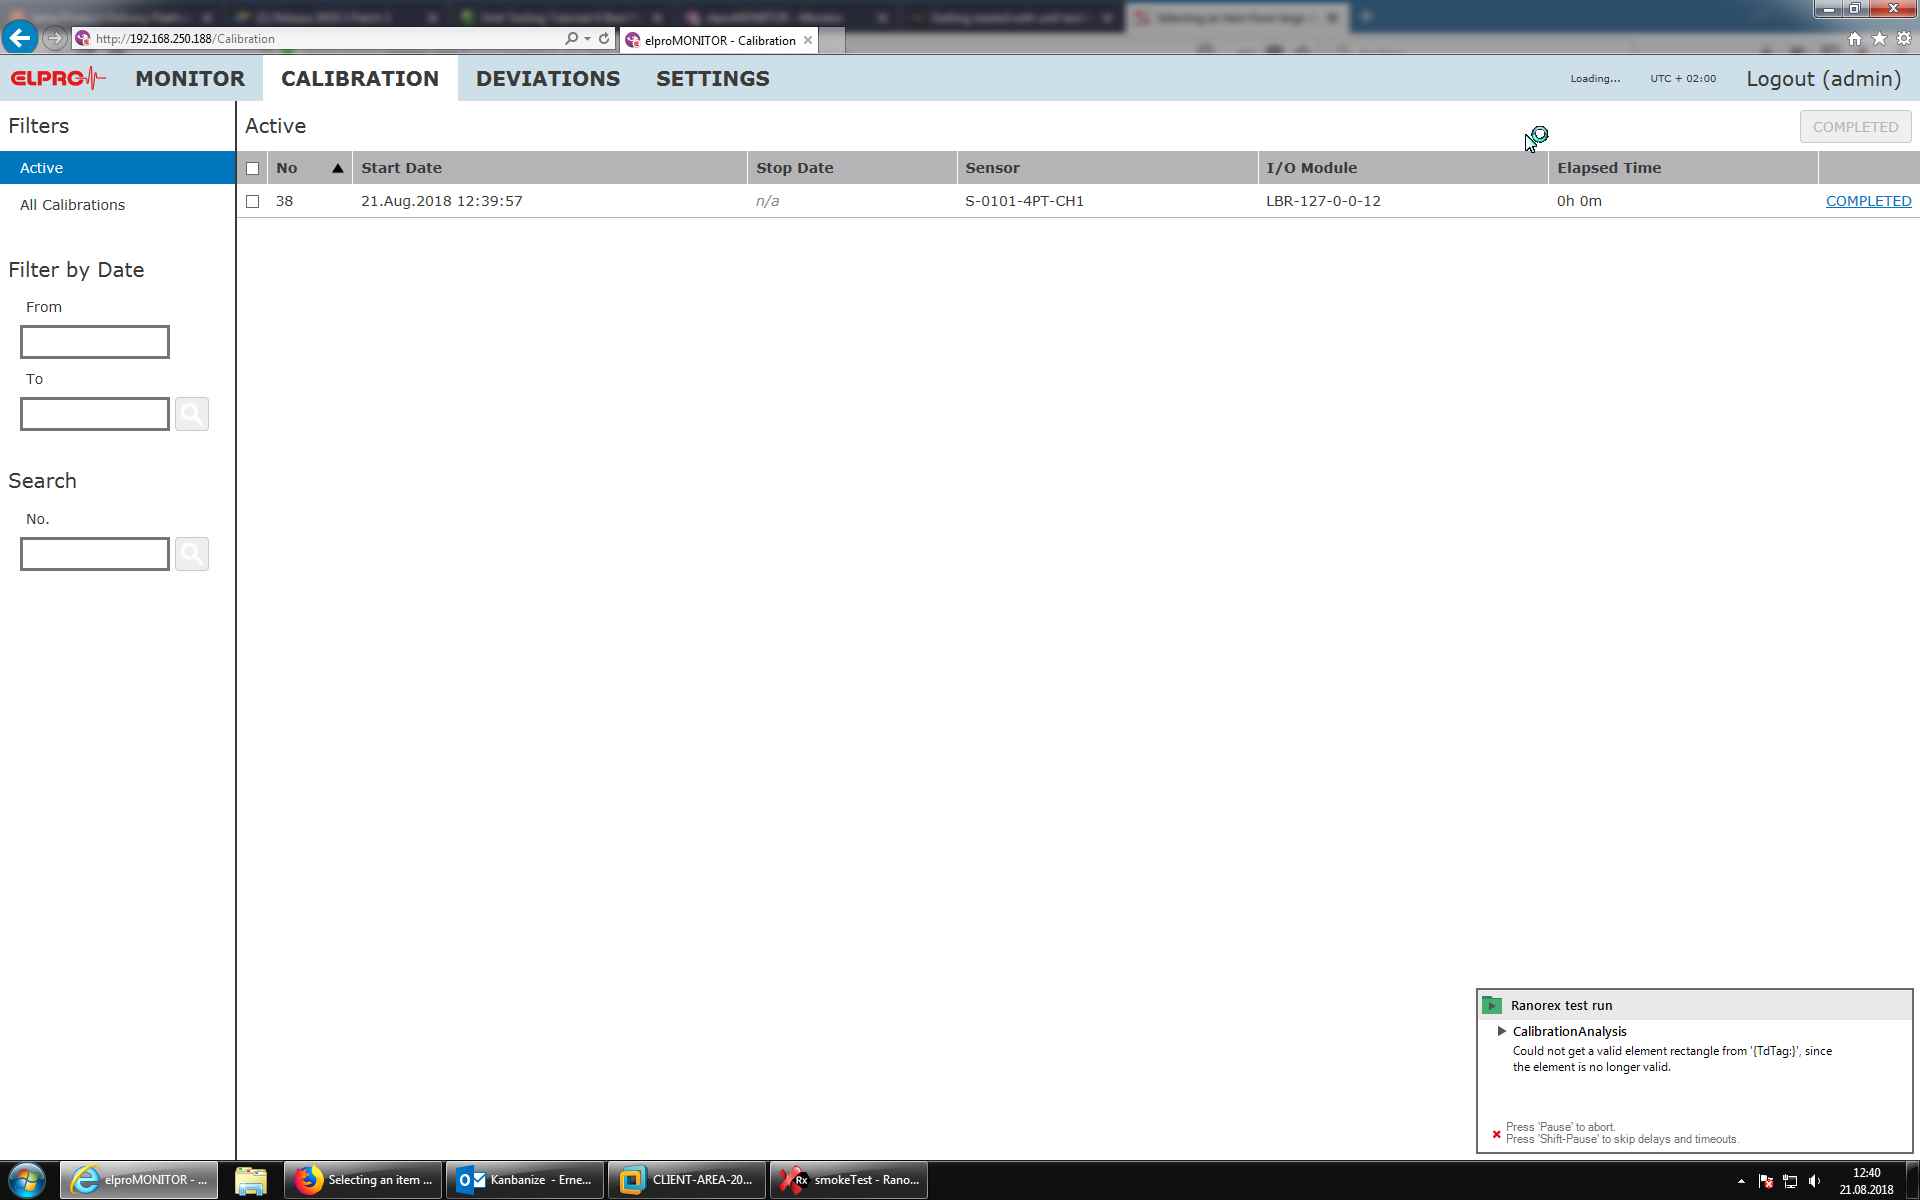 http://192.168.250.188/Calibration
elproMONITOR - Calibration
ELPRO
MONITOR
CALIBRATION
DEVIATIONS
SETTINGS
Loading...
UTC + 02:00
Logout (admin)
Filters
Active
COMPLETED
Active
No
Start Date
Stop Date
Sensor
I/O Module
Elapsed Time
38
21.Aug.2018 12:39:57
n/a
S-0101-4PT-CH1
LBR-127-0-0-12
0h 0m
COMPLETED
All Calibrations
Filter by Date
From
To
Search
No.
Ranorex test run
CalibrationAnalysis
Could not get a valid element rectangle from '{TdTag:}', since
the element is no longer valid.
Press 'Pause' to abort.
Press 'Shift-Pause' to skip delays and timeouts.
elproMONITOR - ...
Selecting an item ...
Kanbanize - Erne...
CLIENT-AREA-20...
Rx
smokeTest - Rano...
12:40
21.08.2018